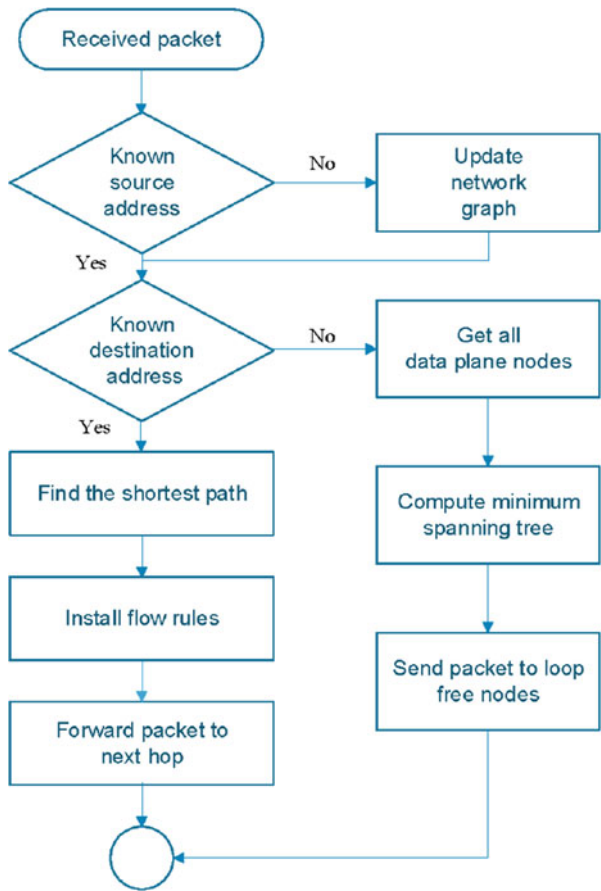 Received packet
Known
source
address
No
Update
network
graph
Yes
Known
destination
address
No
Get all
data plane nodes
Yes
Find the shortest path
Compute minimum
spanning tree
Install flow rules
Send packet to loop
free nodes
Forward packet to
next hop